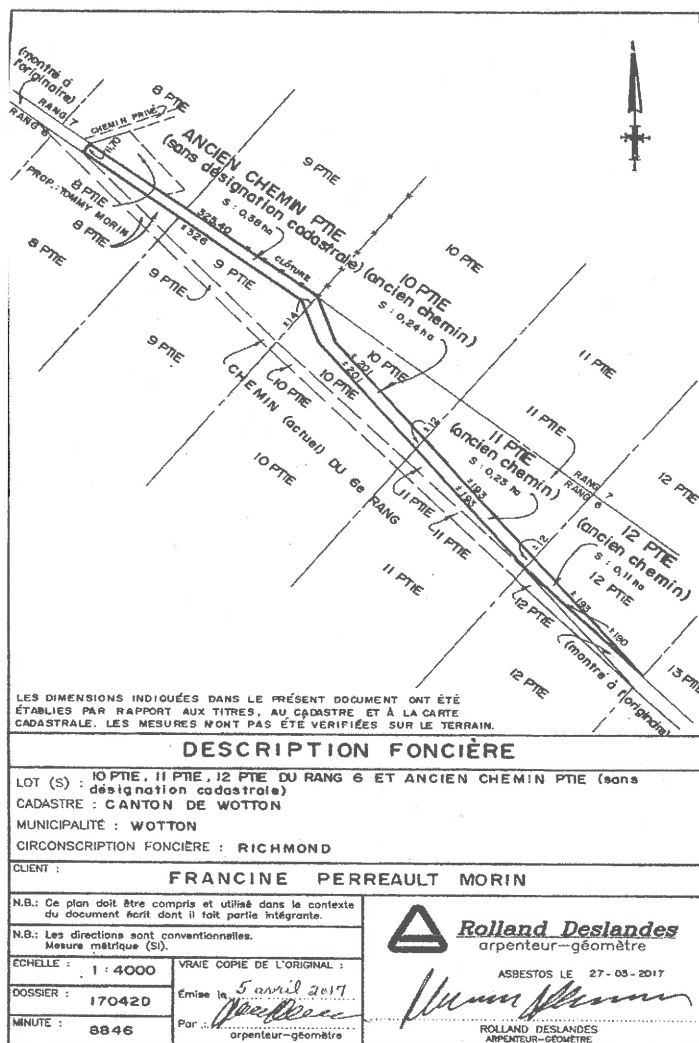 (montré à
l'originaire)
RANG 7
RANG 6
8 PTIE
CHEMIN PRIVÉ
11,70
ANCIEN CHEMIN PTIE
(sans désignation cadastrale) (ancien chemin)
S : 0,38 ha
9 PTIE
8 PTIE
PROP.: TOMMY MORIN
8 PTIE
8 PTIE
325,40
±326
CLÔTURE
9 PTIE
9 PTIE
9 PTIE
10 PTIE
10 PTIE
S : 0,24 ha
±14
10 PTIE
±201
±201
10 PTIE
10 PTIE
CHEMIN (actuel) DU 6e RANG
10 PTIE
11 PTIE
11 PTIE
11 PTIE
(ancien chemin)
S : 0,23 ha
±12
±193
±193
RANG 7
RANG 6
12 PTIE
11 PTIE
11 PTIE
11 PTIE
12 PTIE
(ancien chemin)
S : 0,11 ha
±12
12 PTIE
±193
±190
12 PTIE
12 PTIE
(montré à l'originaire)
13 PTIE
LES DIMENSIONS INDIQUÉES DANS LE PRÉSENT DOCUMENT ONT ÉTÉ
ÉTABLIES PAR RAPPORT AUX TITRES, AU CADASTRE ET À LA CARTE
CADASTRALE. LES MESURES N'ONT PAS ÉTÉ VÉRIFIÉES SUR LE TERRAIN.
DESCRIPTION FONCIÈRE
LOT (S) : 10 PTIE, 11 PTIE, 12 PTIE DU RANG 6 ET ANCIEN CHEMIN PTIE (sans
désignation cadastrale)
CADASTRE : CANTON DE WOTTON
MUNICIPALITÉ : WOTTON
CIRCONSCRIPTION FONCIÈRE : RICHMOND
CLIENT :
FRANCINE PERREAULT MORIN
N.B.: Ce plan doit être compris et utilisé dans le contexte
du document écrit dont il fait partie intégrante.
N.B.: Les directions sont conventionnelles.
Mesure métrique (SI).
ÉCHELLE : 1 : 4000
DOSSIER : 17042D
MINUTE : 8846
VRAIE COPIE DE L'ORIGINAL :
Émise le 5 avril 2017
Par :
arpenteur-géomètre
Rolland Deslandes
arpenteur-géomètre
ASBESTOS LE 27-03-2017
ROLLAND DESLANDES
ARPENTEUR-GÉOMÈTRE